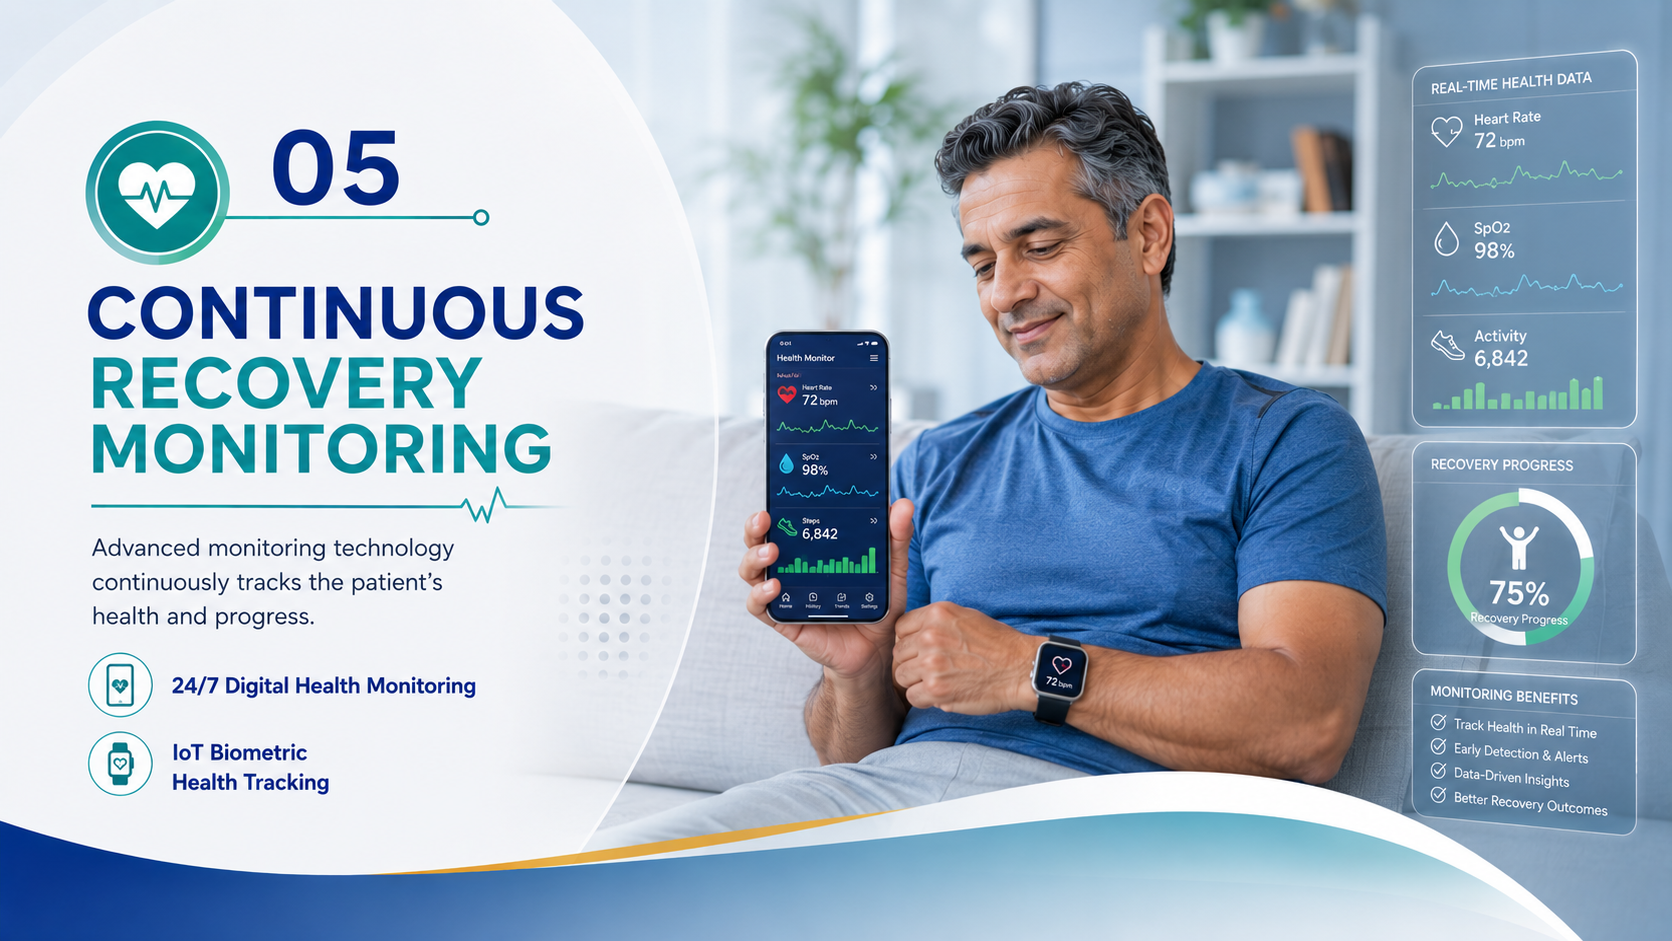 05
CONTINUOUS
RECOVERY
MONITORING
Advanced monitoring technology
continuously tracks the patient's
health and progress.
24/7 Digital Health Monitoring
IoT Biometric
Health Tracking
Health Monitor
Heart Rate
72 bpm
SpO2
98%
Steps
6,842
Home
History
Trends
Settings
72 bpm
REAL-TIME HEALTH DATA
Heart Rate
72 bpm
SpO2
98%
Activity
6,842
RECOVERY PROGRESS
75%
Recovery Progress
MONITORING BENEFITS
Track Health in Real Time
Early Detection & Alerts
Data-Driven Insights
Better Recovery Outcomes